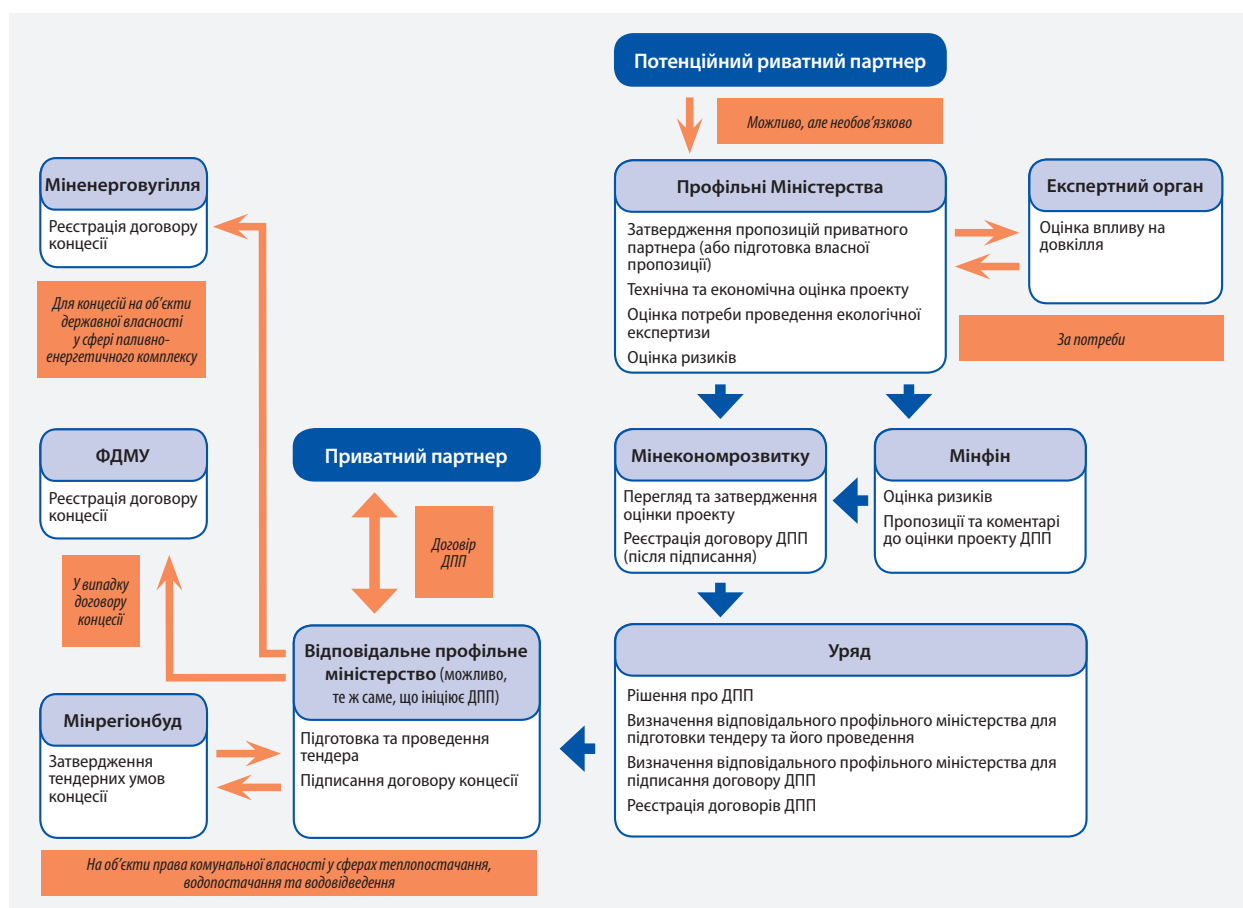 Потенційний риватний партнер
Можливо, але необов’язково
Профільні Міністерства
Затвердження пропозицій приватного
партнера (або підготовка власної
пропозиції)
Технічна та економічна оцінка проекту
Оцінка потреби проведення екологічної
експертизи
Оцінка ризиків
Експертний орган
Оцінка впливу на
довкілля
За потреби
Міненерговугілля
Реєстрація договору
концесії
Для концесій на об’єкти
державної власності
у сфері паливно-
енергетичного комплексу
ФДМУ
Реєстрація договору
концесії
У випадку
договору
концесії
Приватний партнер
Договір
ДПП
Мінекономрозвитку
Перегляд та затвердження
оцінки проекту
Реєстрація договору ДПП
(після підписання)
Мінфін
Оцінка ризиків
Пропозиції та коментарі
до оцінки проекту ДПП
Уряд
Рішення про ДПП
Визначення відповідального профільного міністерства для
підготовки тендеру та його проведення
Визначення відповідального профільного міністерства для
підписання договору ДПП
Реєстрація договорів ДПП
Відповідальне профільне
міністерство (можливо,
те ж саме, що ініціює ДПП)
Підготовка та проведення
тендера
Підписання договору концесії
Мінрегіонбуд
Затвердження
тендерних умов
концесії
На об’єкти права комунальної власності у сферах теплопостачання,
водопостачання та водовідведення